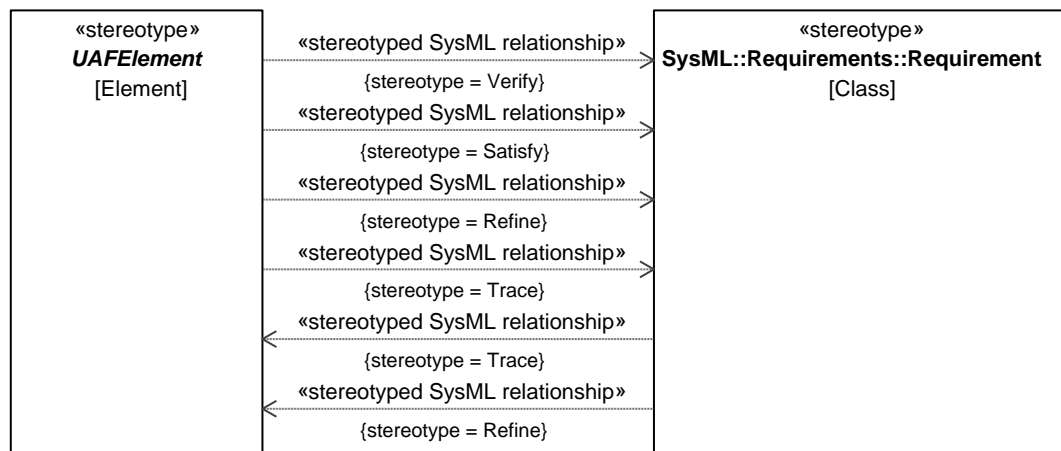 «stereotype»
UAFElement
[Element]
«stereotyped SysML relationship»
{stereotype = Verify}
«stereotyped SysML relationship»
{stereotype = Satisfy}
«stereotyped SysML relationship»
{stereotype = Refine}
«stereotyped SysML relationship»
{stereotype = Trace}
«stereotyped SysML relationship»
{stereotype = Trace}
«stereotyped SysML relationship»
{stereotype = Refine}
«stereotype»
SysML::Requirements::Requirement
[Class]